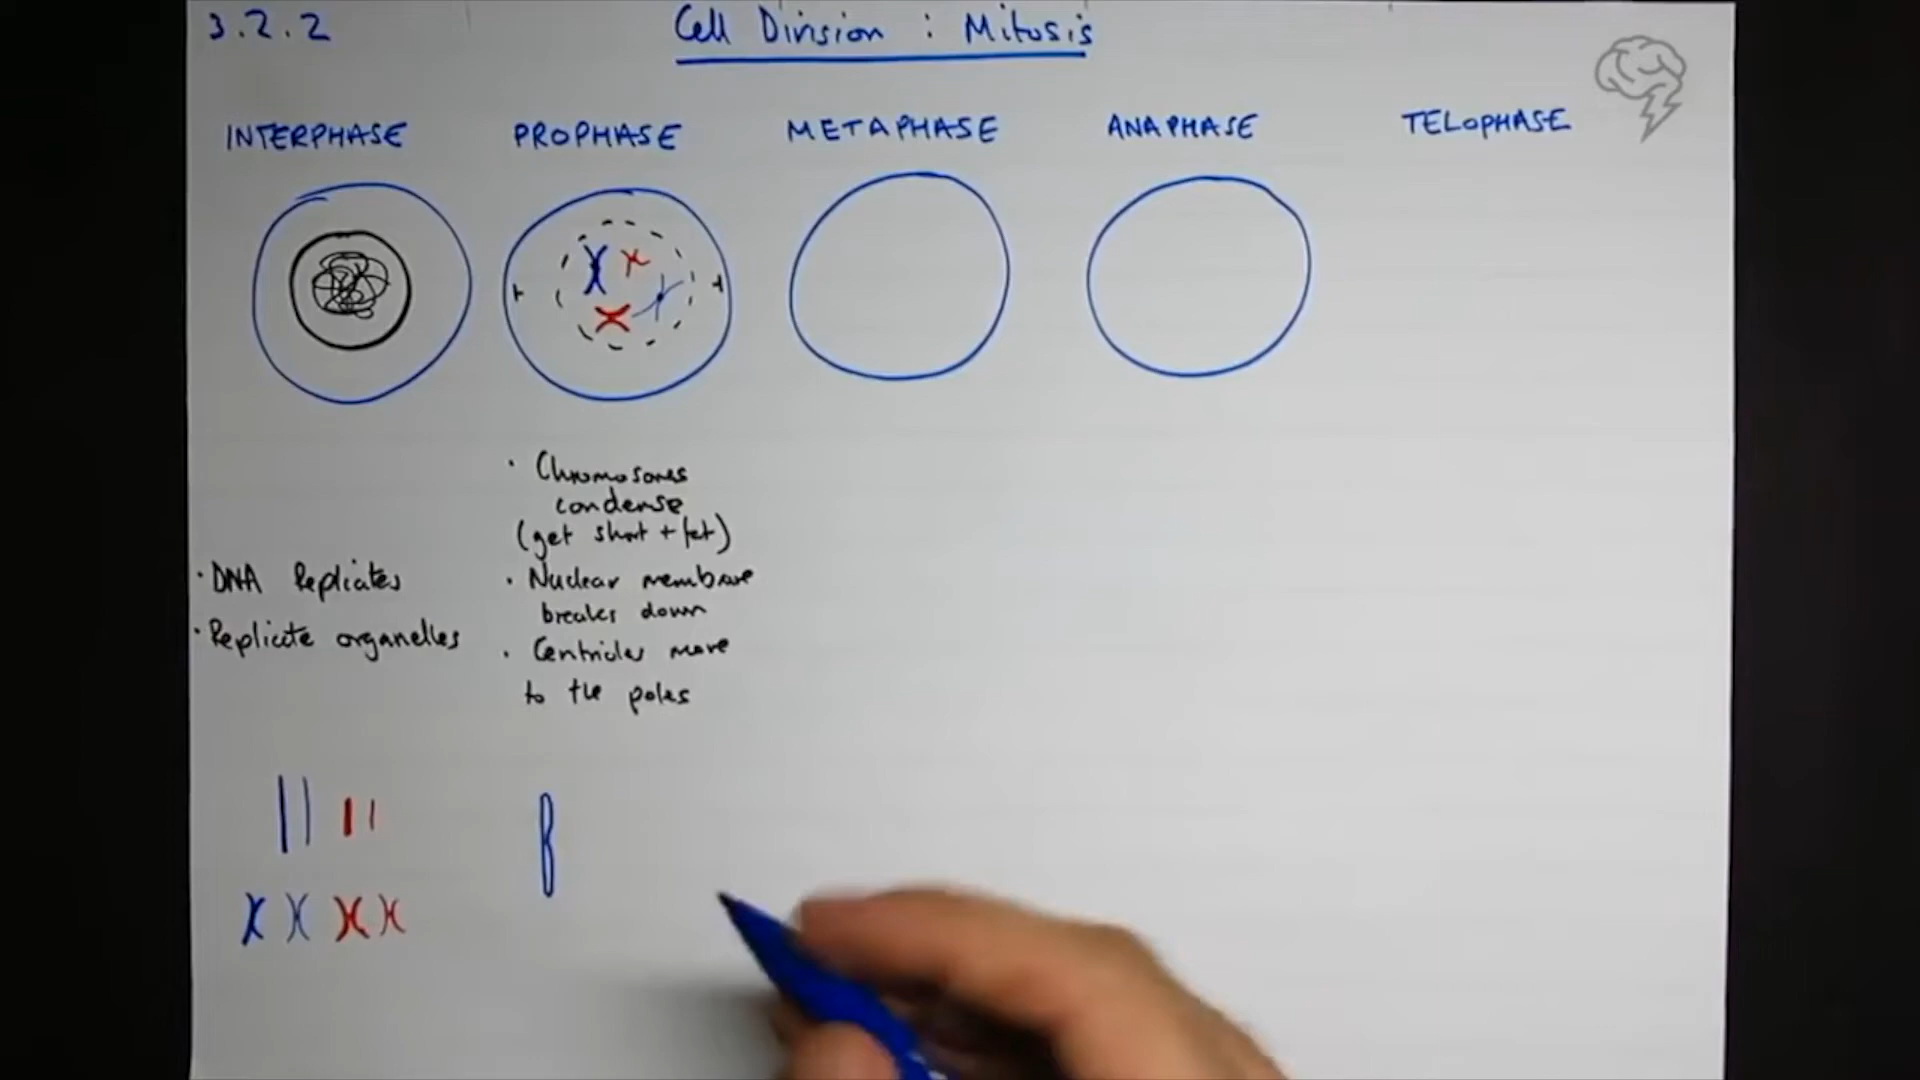 3.2.2
Cell Division : Mitosis
INTERPHASE
PROPHASE
METAPHASE
ANAPHASE
TELOPHASE
· DNA Replicates
· Replicate organelles
· Chromosomes
condense
(get short + fat)
· Nuclear membrane
breaks down
· Centrioles move
to the poles